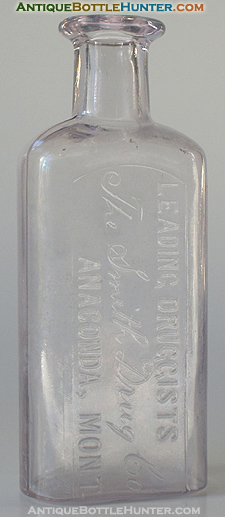 ANTIQUEBOTTLEHUNTER.COM
LEADING DRUGGISTS
The Smith Drug Co
ANACONDA, MONT.
ANTIQUEBOTTLEHUNTER.COM